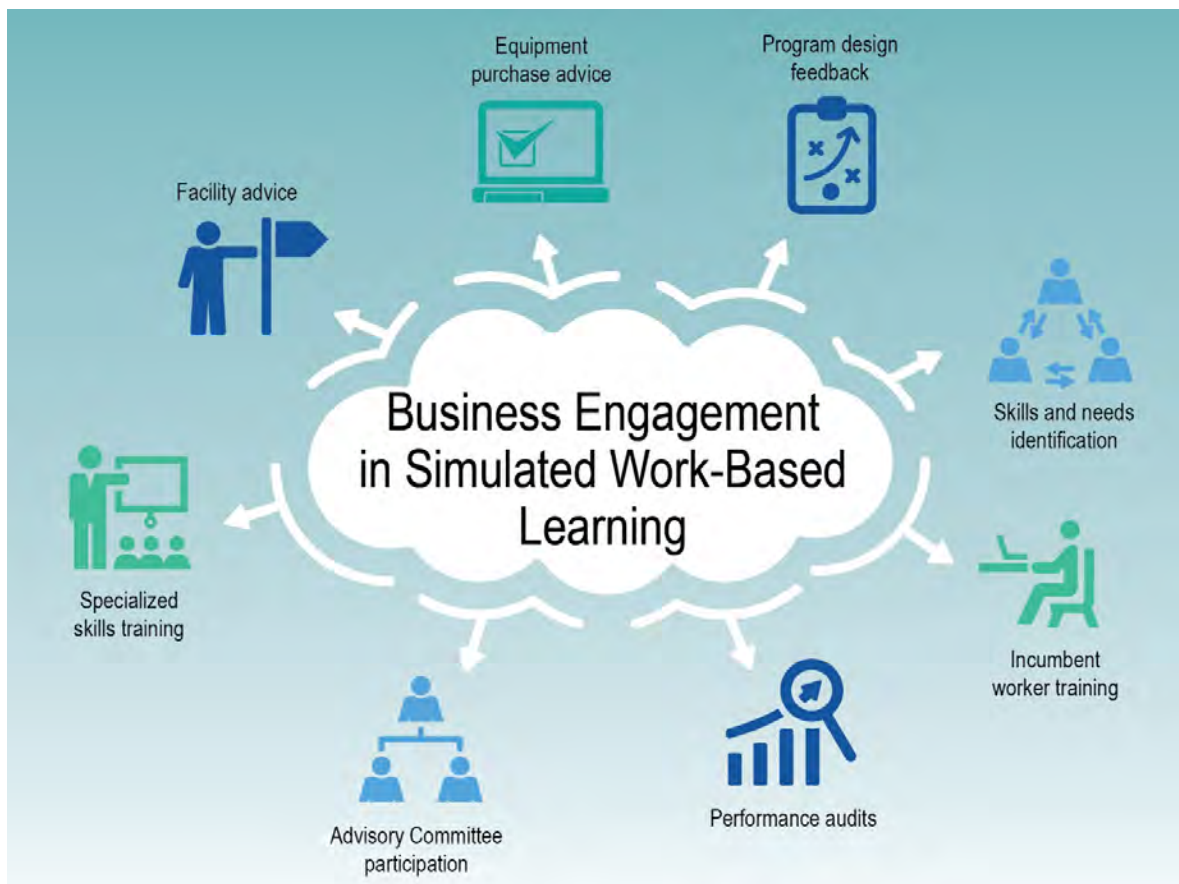 Equipment
purchase advice
Program design
feedback
Facility advice
Skills and needs
identification
Business Engagement
in Simulated Work-Based
Learning
Specialized
skills training
Incumbent
worker training
Advisory Committee
participation
Performance audits